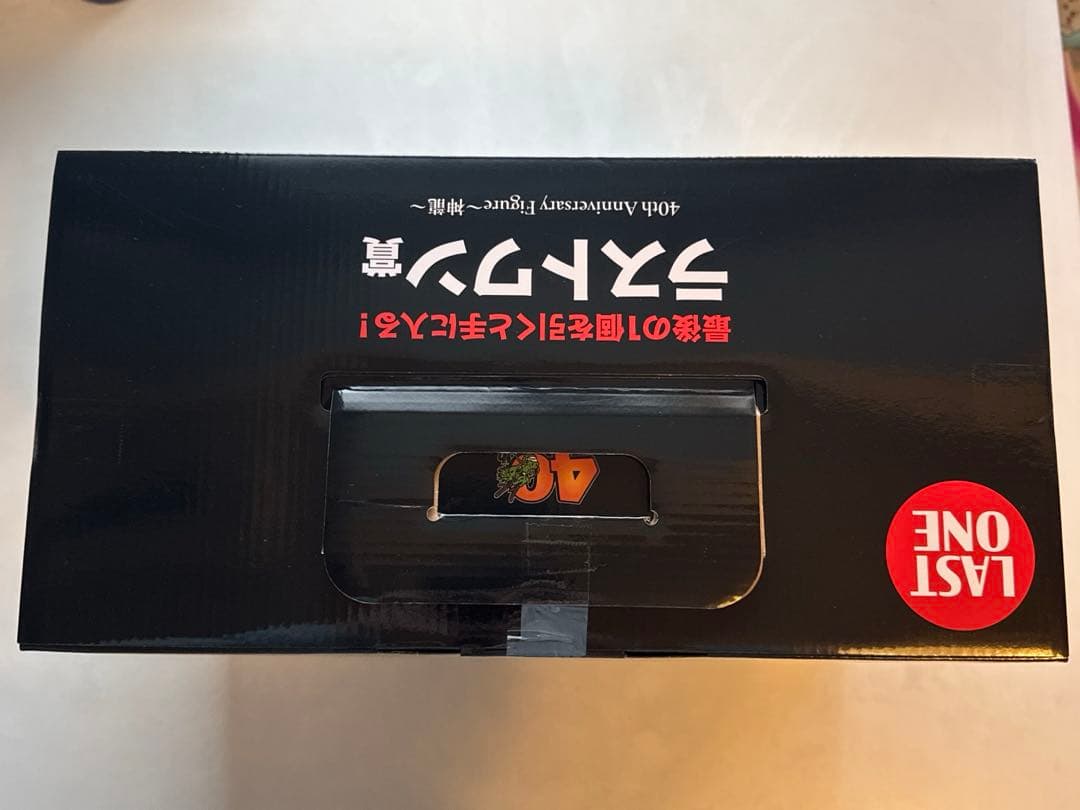 最後の1個を引くと手に入る!
ラストワン賞
40th Anniversary Figure～神龍～
LAST
ONE
40